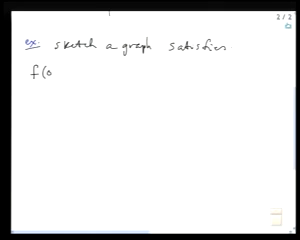 2 / 2
ex: sketch a graph satisfies
f(0